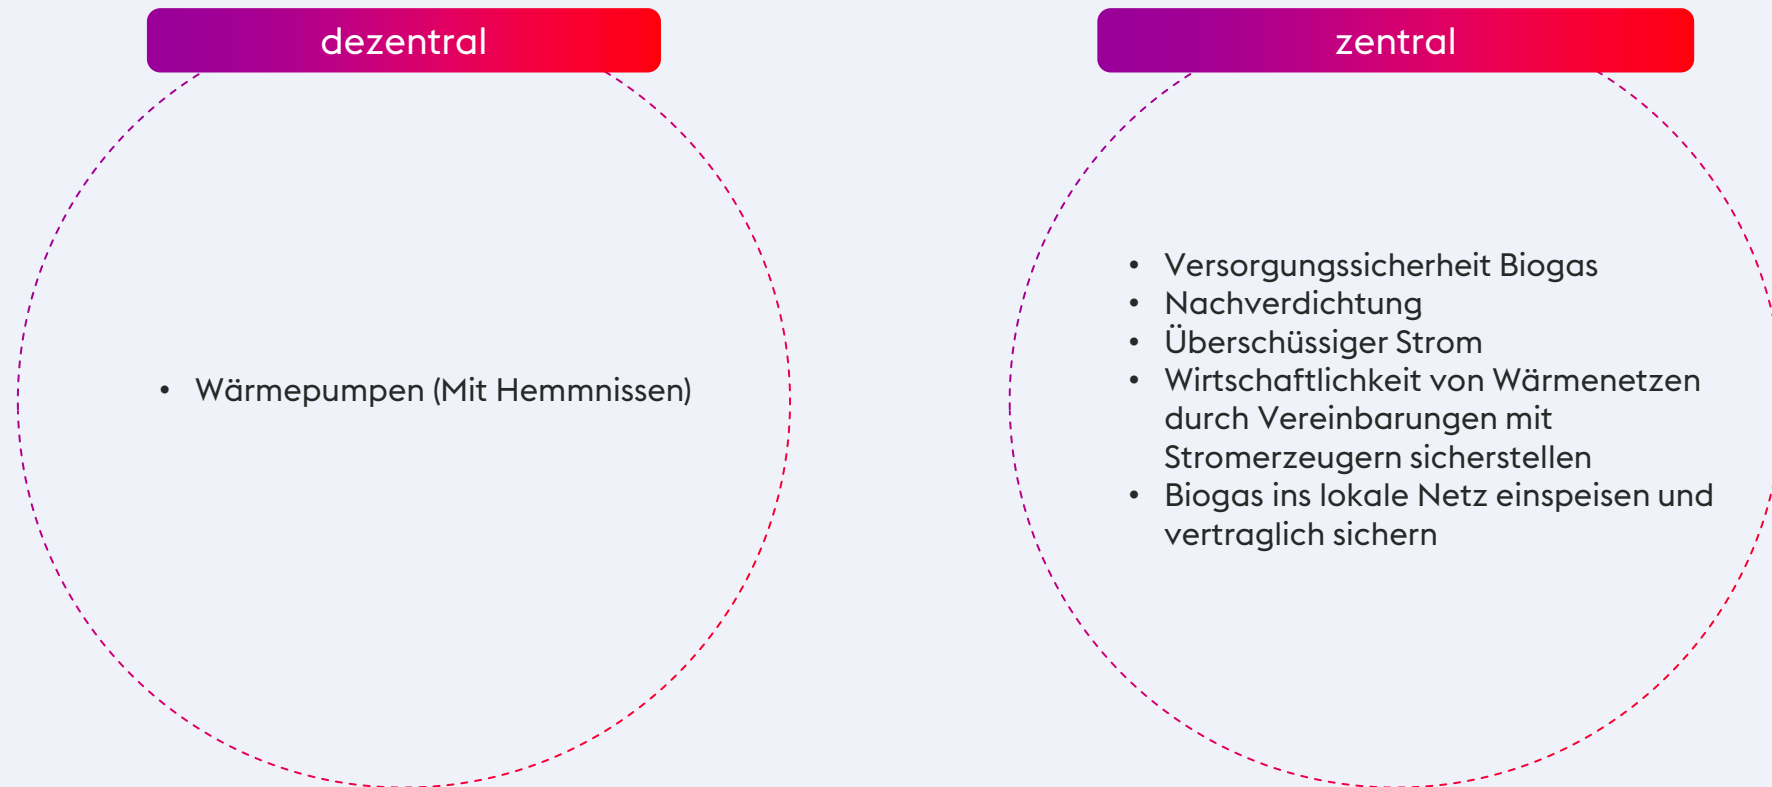 dezentral
• Wärmepumpen (Mit Hemmnissen)
zentral
• Versorgungssicherheit Biogas
• Nachverdichtung
• Überschüssiger Strom
• Wirtschaftlichkeit von Wärmenetzen
durch Vereinbarungen mit
Stromerzeugern sicherstellen
• Biogas ins lokale Netz einspeisen und
vertraglich sichern